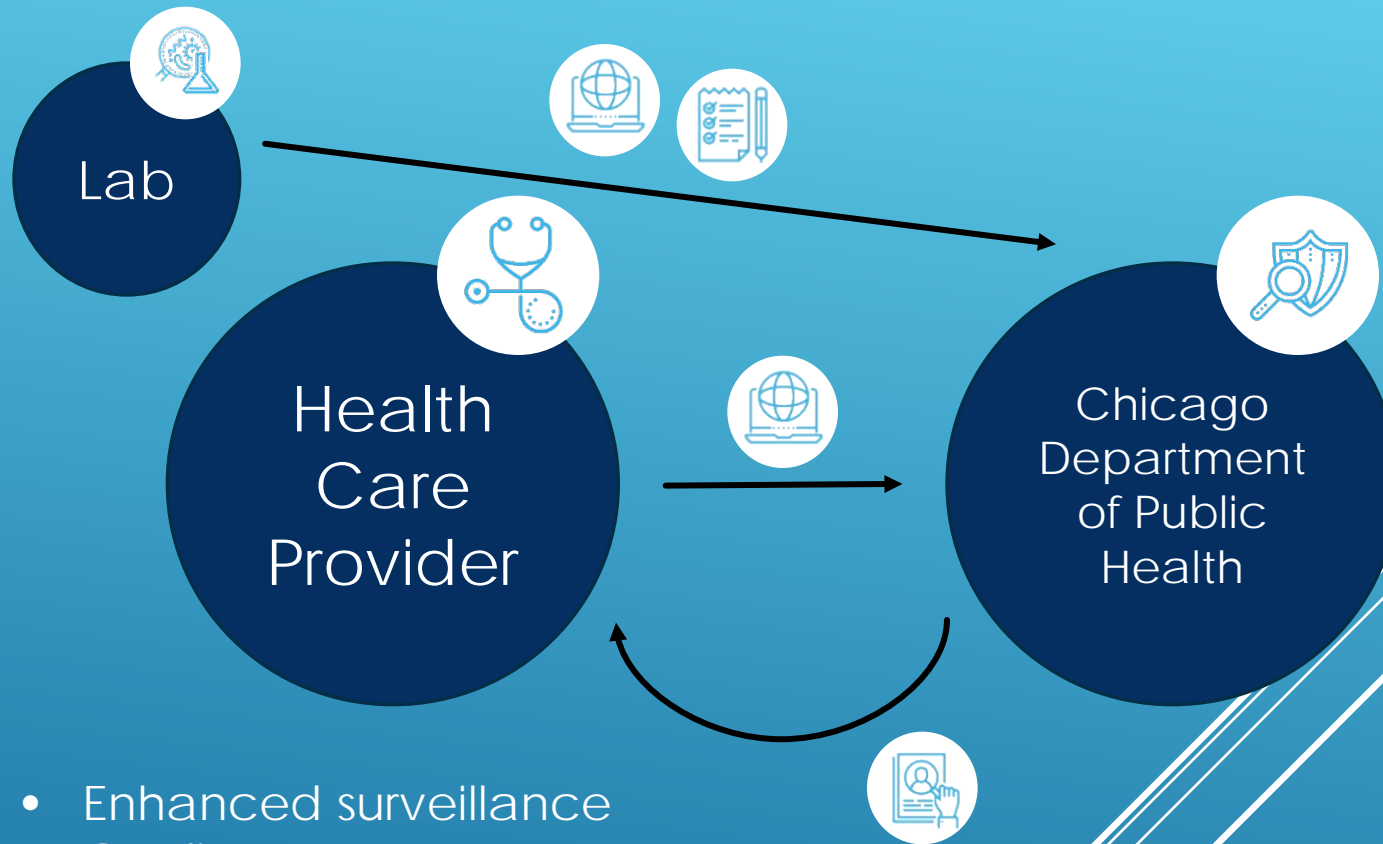 Lab
Health
Care
Provider
Chicago
Department
of Public
Health
• Enhanced surveillance